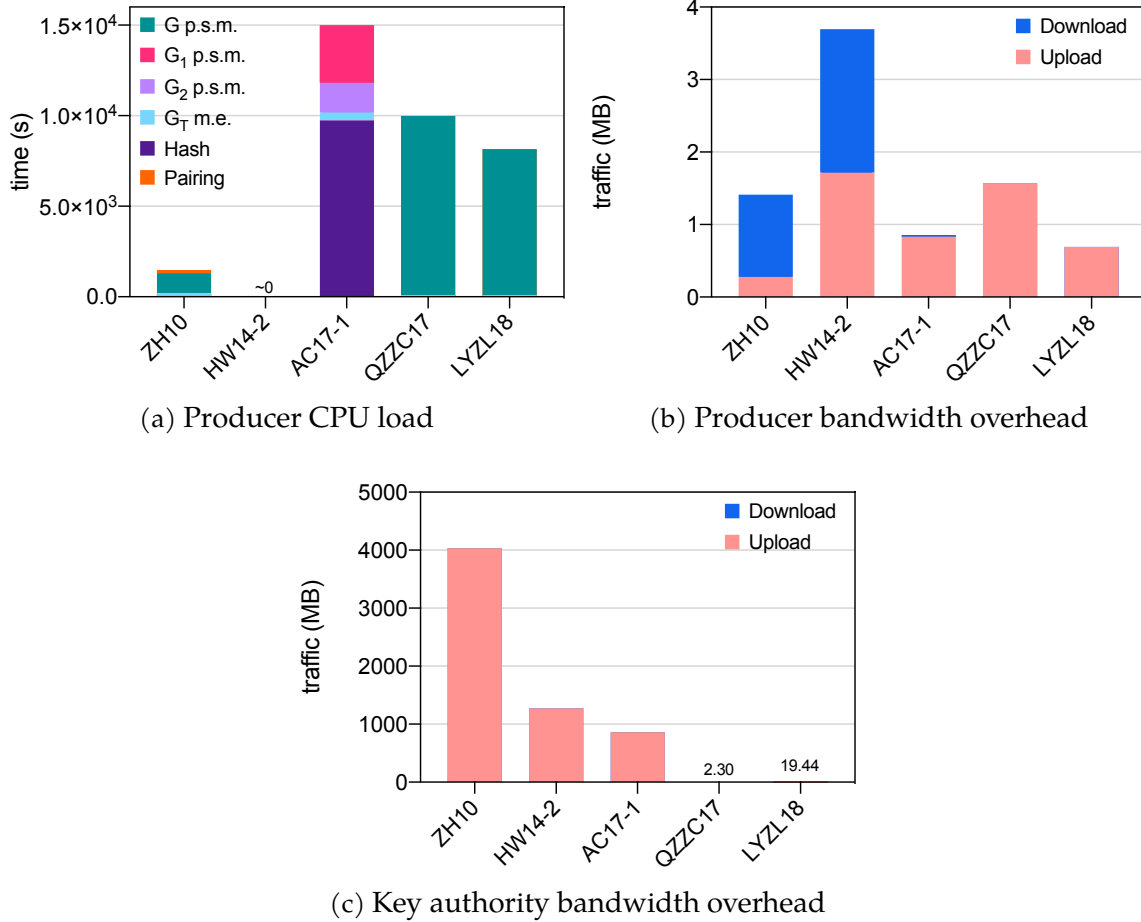 G p.s.m.
G₁ p.s.m.
G₂ p.s.m.
G_T m.e.
Hash
Pairing
time (s)
1.5×10⁴
1.0×10⁴
5.0×10³
0.0
~0
ZH10
HW14-2
AC17-1
QZZC17
LYZL18
(a) Producer CPU load
Download
Upload
traffic (MB)
4
3
2
1
0
ZH10
HW14-2
AC17-1
QZZC17
LYZL18
(b) Producer bandwidth overhead
Download
Upload
traffic (MB)
5000
4000
3000
2000
1000
0
2.30
19.44
ZH10
HW14-2
AC17-1
QZZC17
LYZL18
(c) Key authority bandwidth overhead